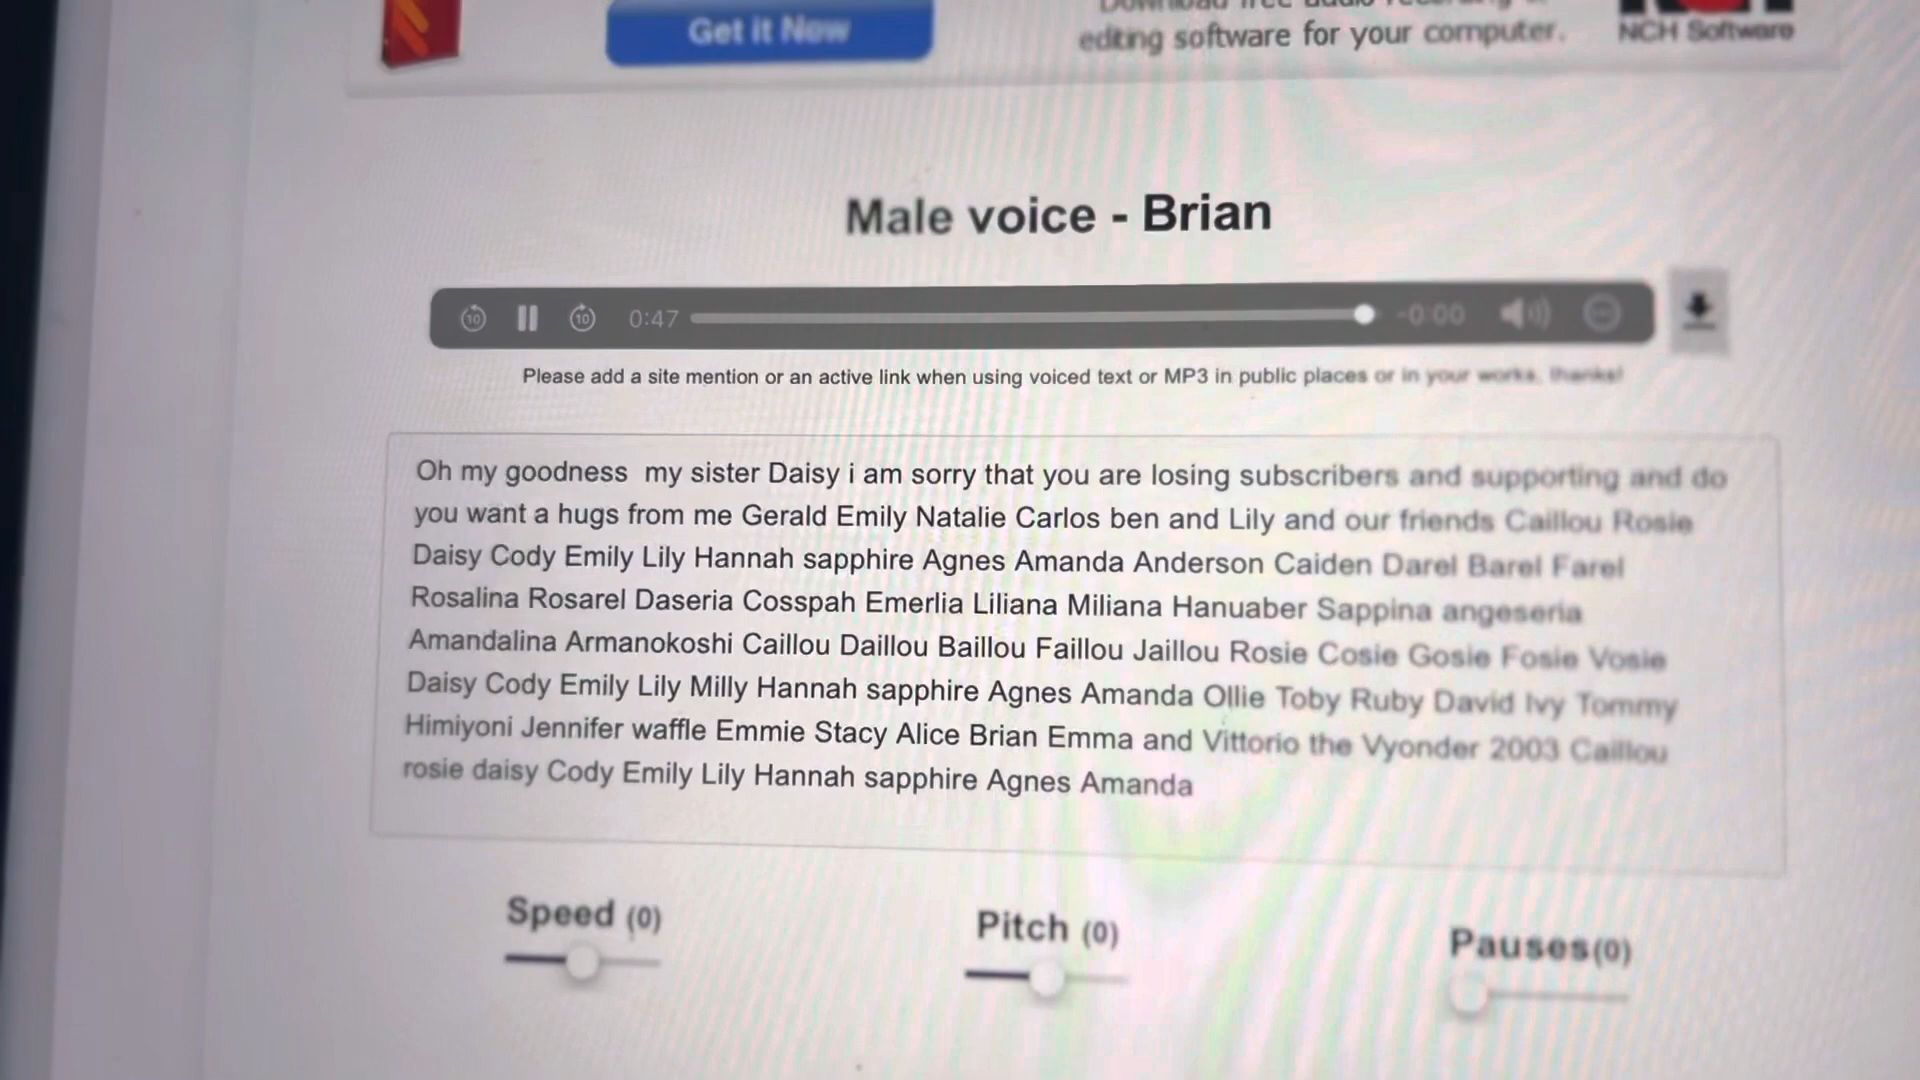 Get it Now
editing software for your computer.
NCH Software
Male voice - Brian
10
10
0:47
-0:00
Please add a site mention or an active link when using voiced text or MP3 in public places or in your works, thanks!
Oh my goodness  my sister Daisy i am sorry that you are losing subscribers and supporting and do
you want a hugs from me Gerald Emily Natalie Carlos ben and Lily and our friends Caillou Rosie
Daisy Cody Emily Lily Hannah sapphire Agnes Amanda Anderson Caiden Darel Barel Farel
Rosalina Rosarel Daseria Cosspah Emerlia Liliana Miliana Hanuaber Sappina angeseria
Amandalina Armanokoshi Caillou Daillou Baillou Faillou Jaillou Rosie Cosie Gosie Fosie Vosie
Daisy Cody Emily Lily Milly Hannah sapphire Agnes Amanda Ollie Toby Ruby David Ivy Tommy
Himiyoni Jennifer waffle Emmie Stacy Alice Brian Emma and Vittorio the Vyonder 2003 Caillou
rosie daisy Cody Emily Lily Hannah sapphire Agnes Amanda
Speed (0)
Pitch (0)
Pauses(0)